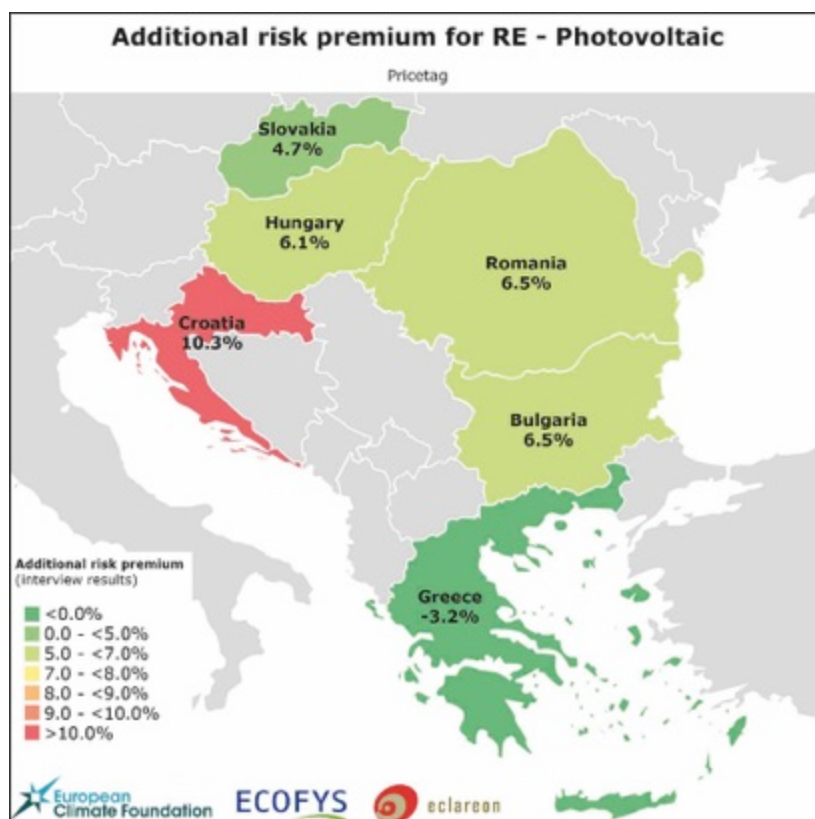 Additional risk premium for RE - Photovoltaic
Pricetag
Slovakia
4.7%
Hungary
6.1%
Romania
6.5%
Croatia
10.3%
Bulgaria
6.5%
Greece
-3.2%
Additional risk premium
(interview results)
<0.0%
0.0 - <5.0%
5.0 - <7.0%
7.0 - <8.0%
8.0 - <9.0%
9.0 - <10.0%
>10.0%
European
Climate Foundation
ECOFYS
eclareon